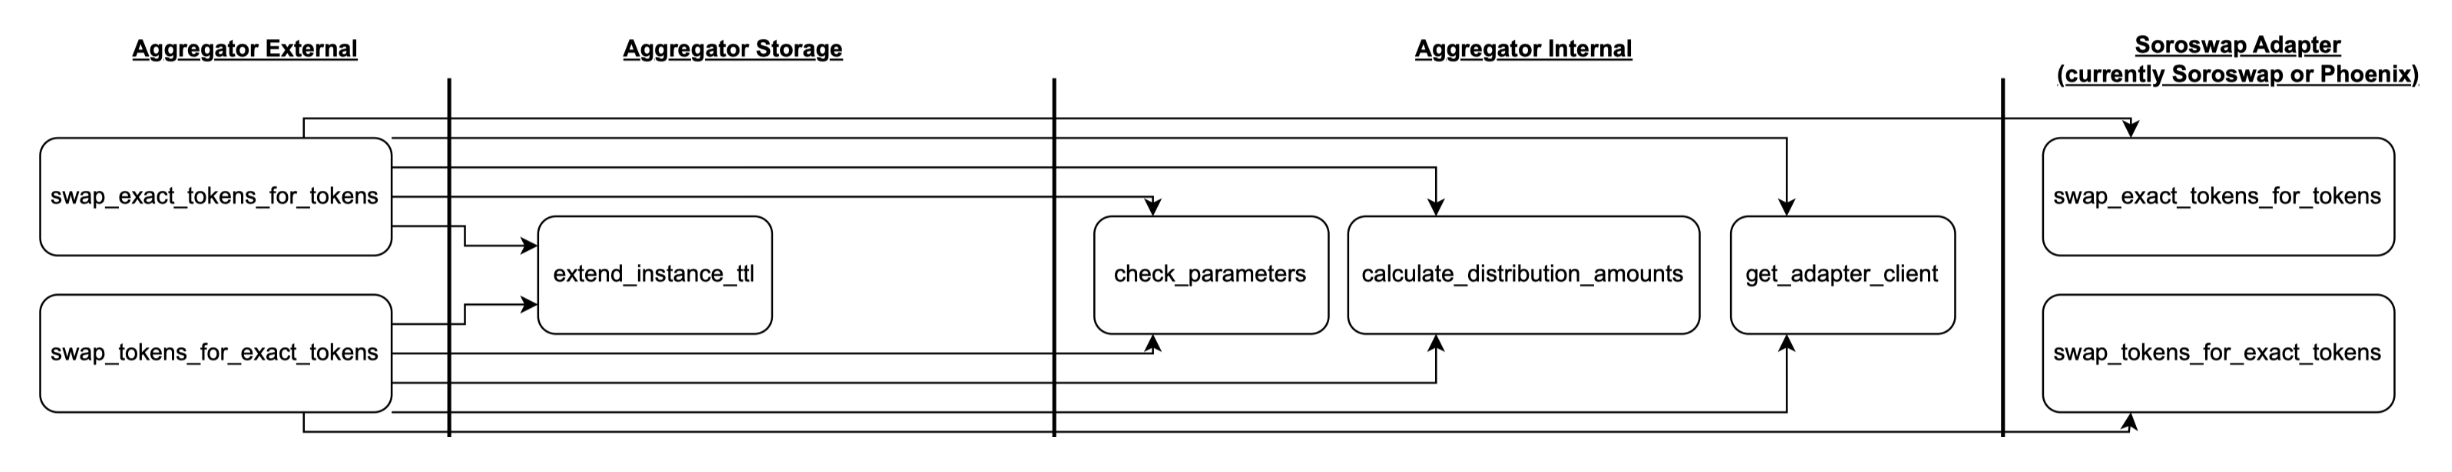 Aggregator External
Aggregator Storage
Aggregator Internal
Soroswap Adapter
(currently Soroswap or Phoenix)
swap_exact_tokens_for_tokens
swap_exact_tokens_for_tokens
extend_instance_ttl
check_parameters
calculate_distribution_amounts
get_adapter_client
swap_tokens_for_exact_tokens
swap_tokens_for_exact_tokens